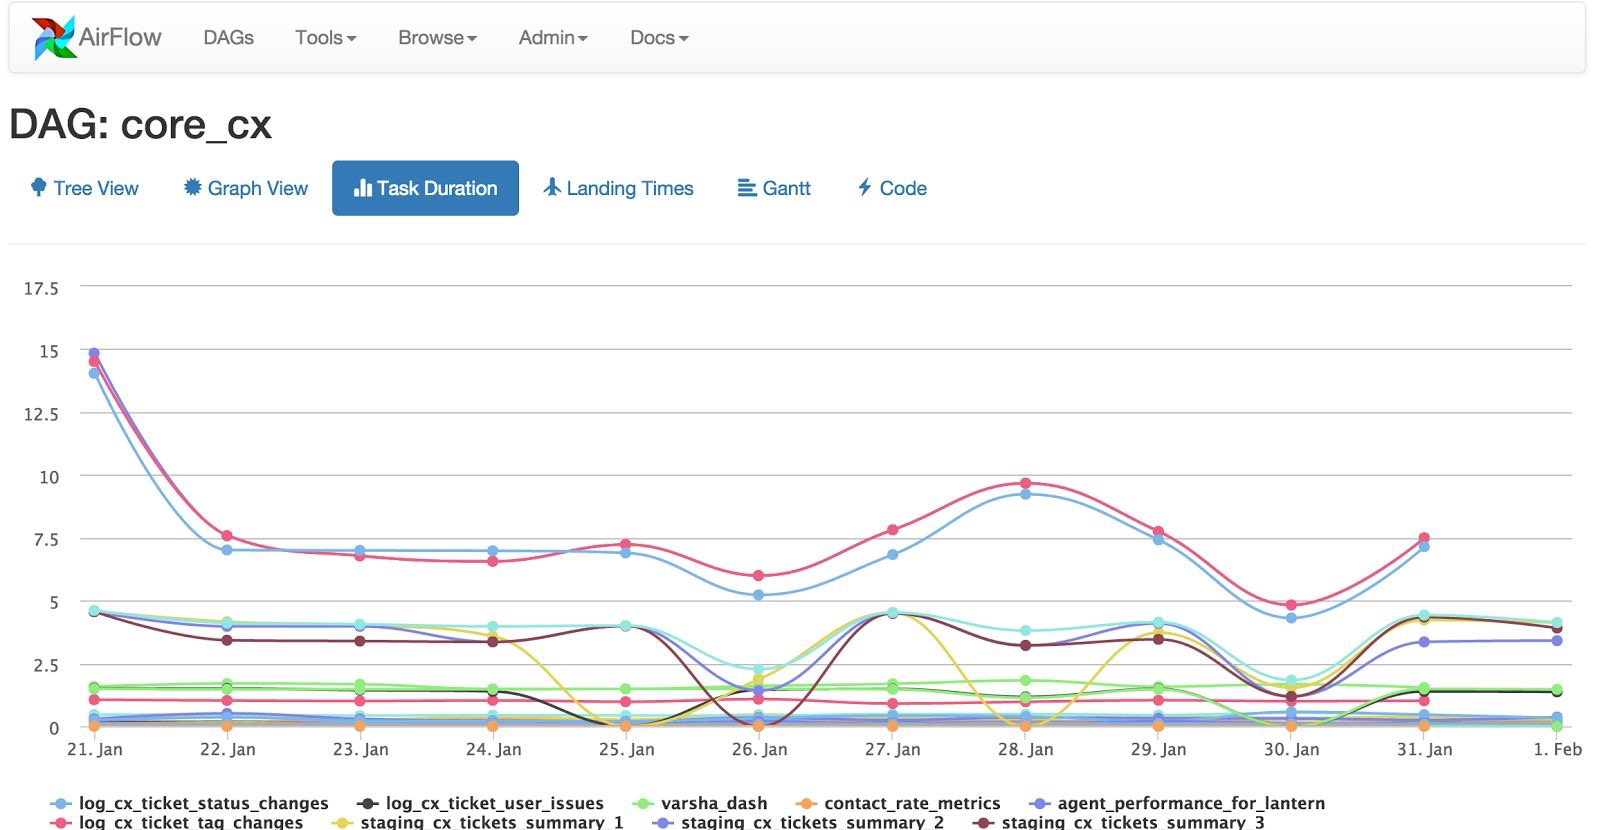 AirFlow DAGs Tools Browse Admin Docs
DAG: core_cx
Tree View Graph View Task Duration Landing Times Gantt Code
17.5
15
12.5
10
7.5
5
2.5
0
21. Jan 22. Jan 23. Jan 24. Jan 25. Jan 26. Jan 27. Jan 28. Jan 29. Jan 30. Jan 31. Jan 1. Feb
log_cx_ticket_status_changes log_cx_ticket_user_issues varsha_dash contact_rate_metrics agent_performance_for_lantern
log_cx_ticket_tag_changes staging_cx_tickets_summary_1 staging_cx_tickets_summary_2 staging_cx_tickets_summary_3